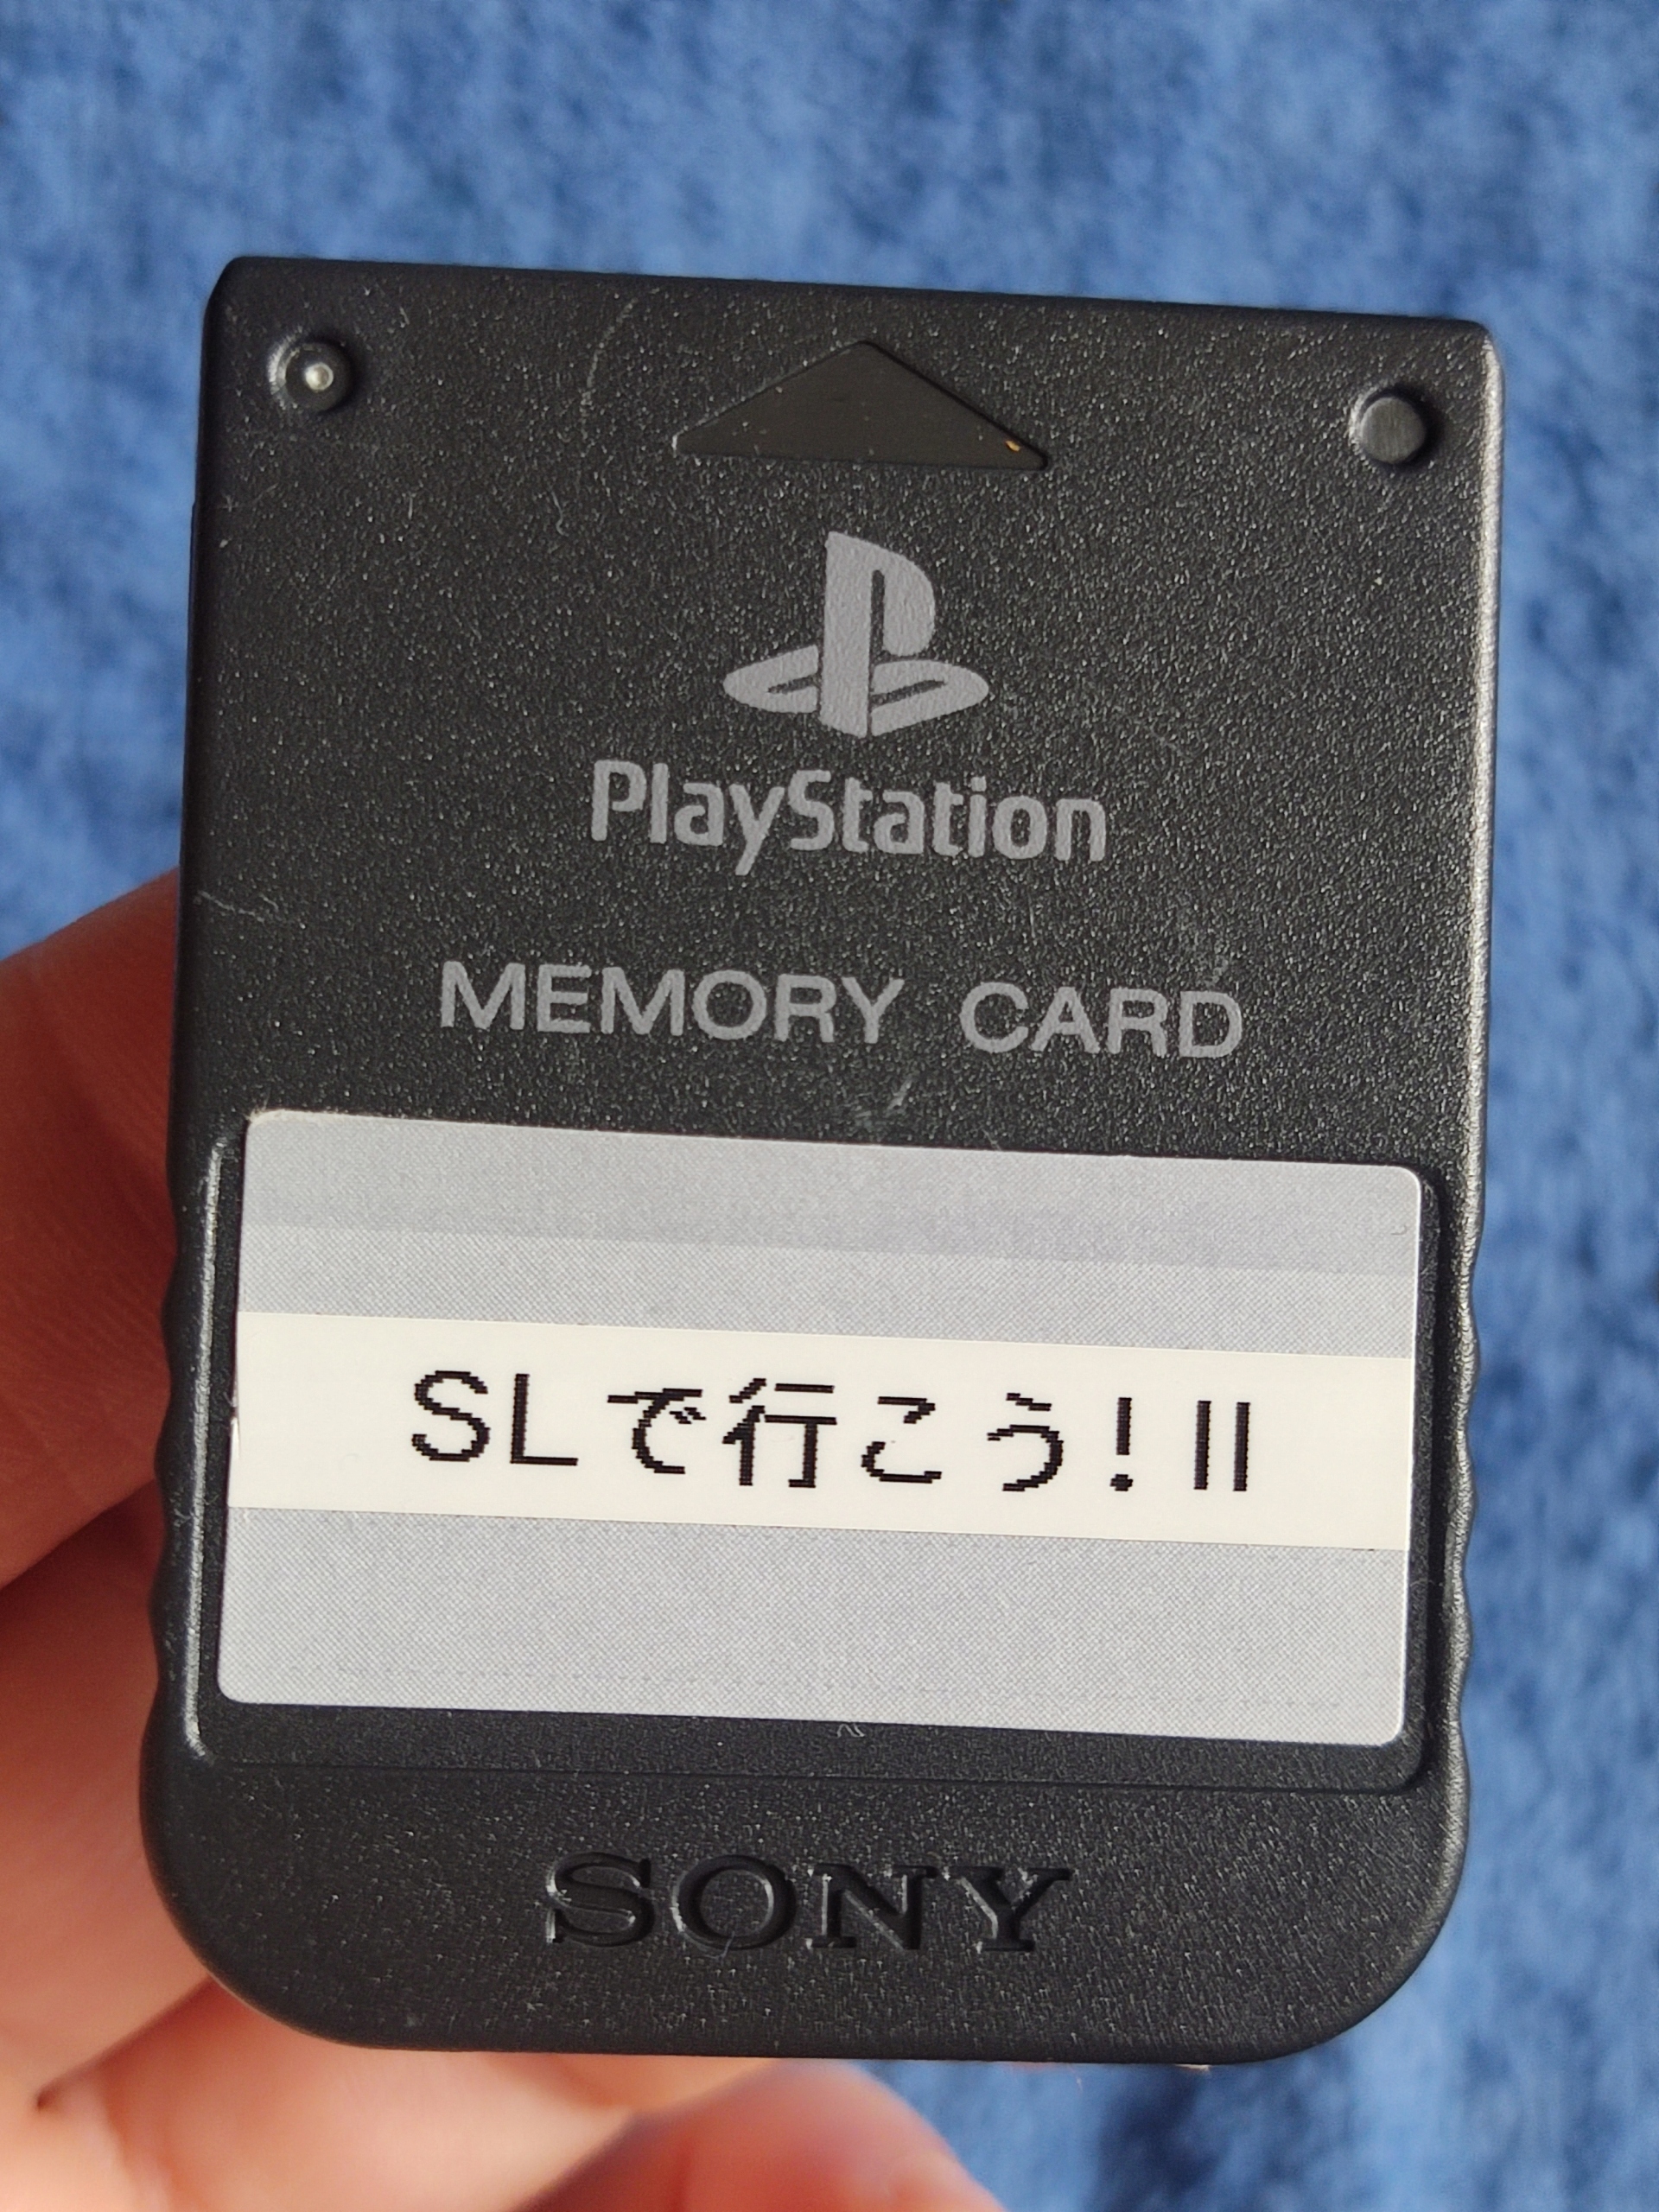 PlayStation
MEMORY CARD
SLで行こう!II
SONY